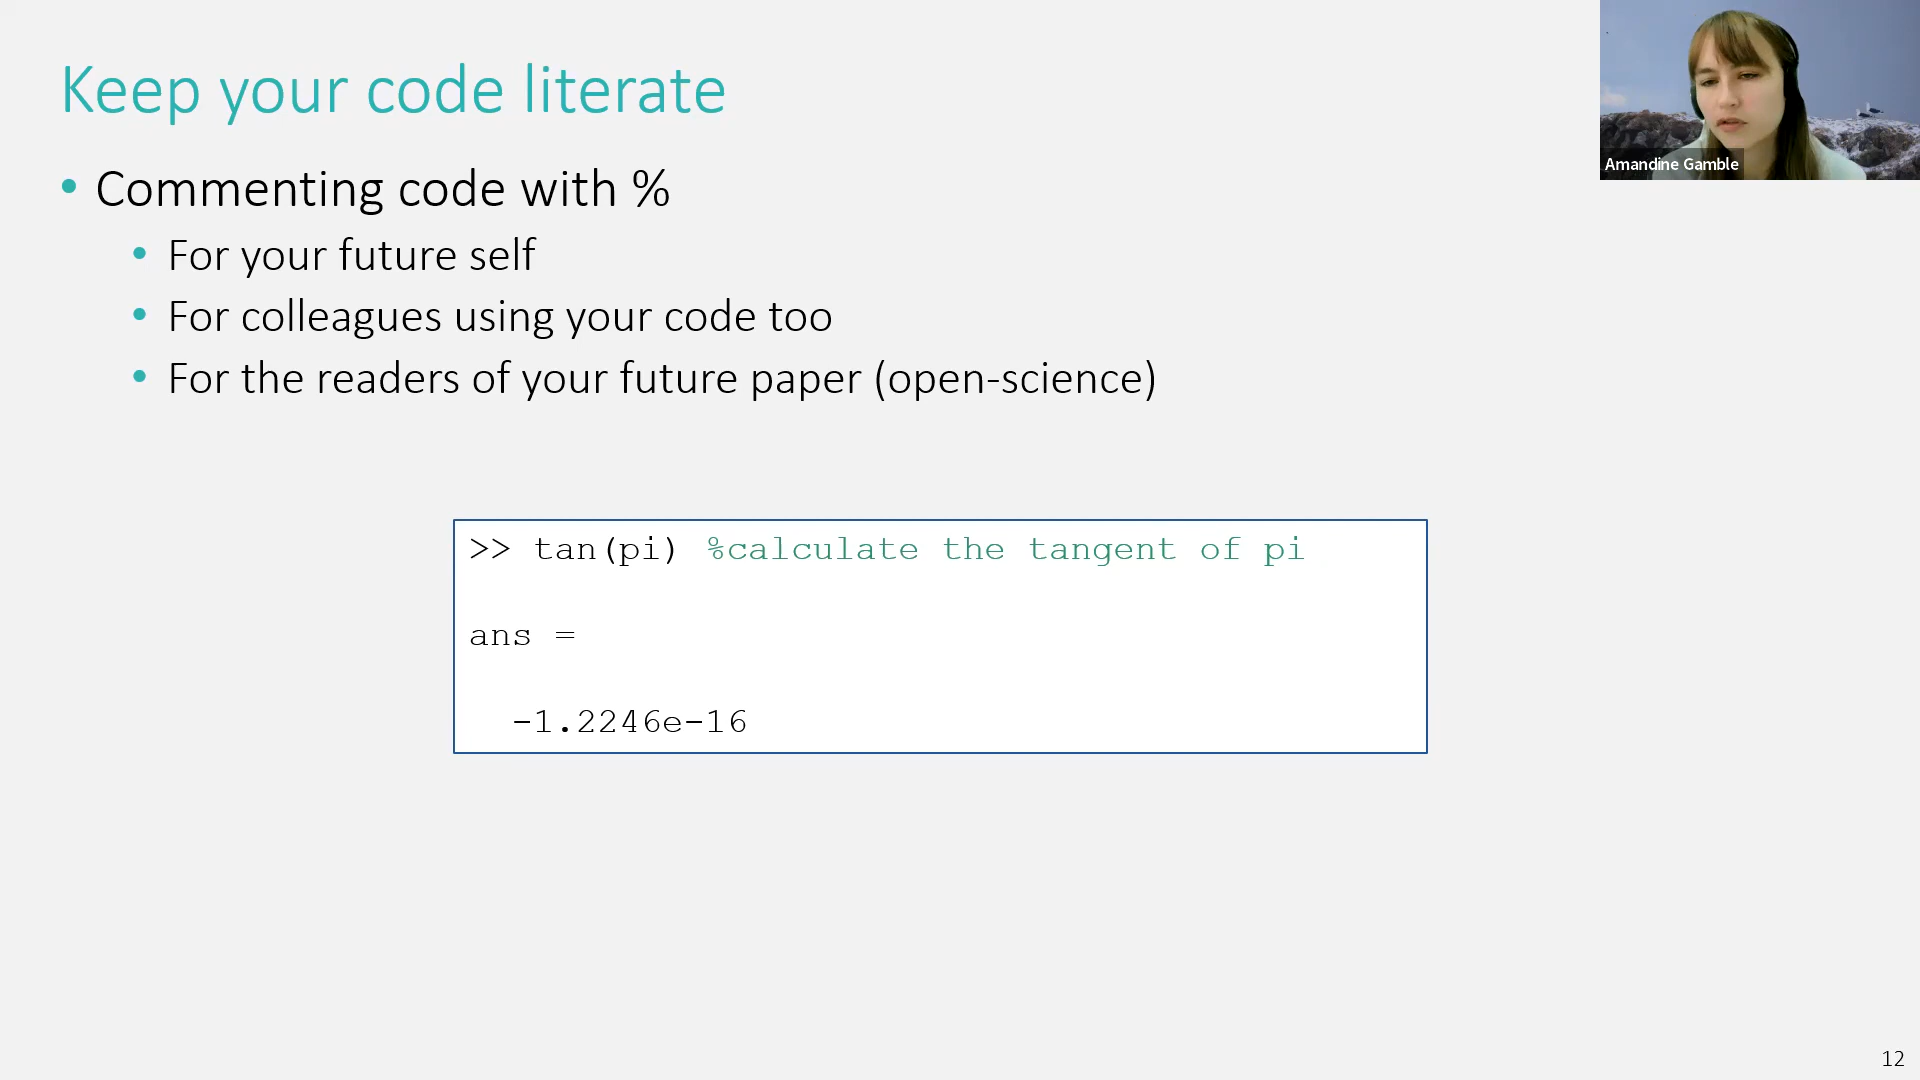 Keep your code literate
• Commenting code with %
• For your future self
• For colleagues using your code too
• For the readers of your future paper (open-science)
>> tan(pi) %calculate the tangent of pi
ans =
-1.2246e-16
Amandine Gamble
12